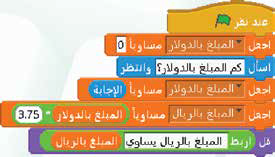 عند نقر
اجعل المبلغ بالدولار مساوياً 0
اسأل كم المبلغ بالدولار؟ وانتظر
اجعل المبلغ بالدولار مساوياً الإجابة
اجعل المبلغ بالريال مساوياً المبلغ بالدولار * 3.75
قل اربط المبلغ بالريال يساوي المبلغ بالريال